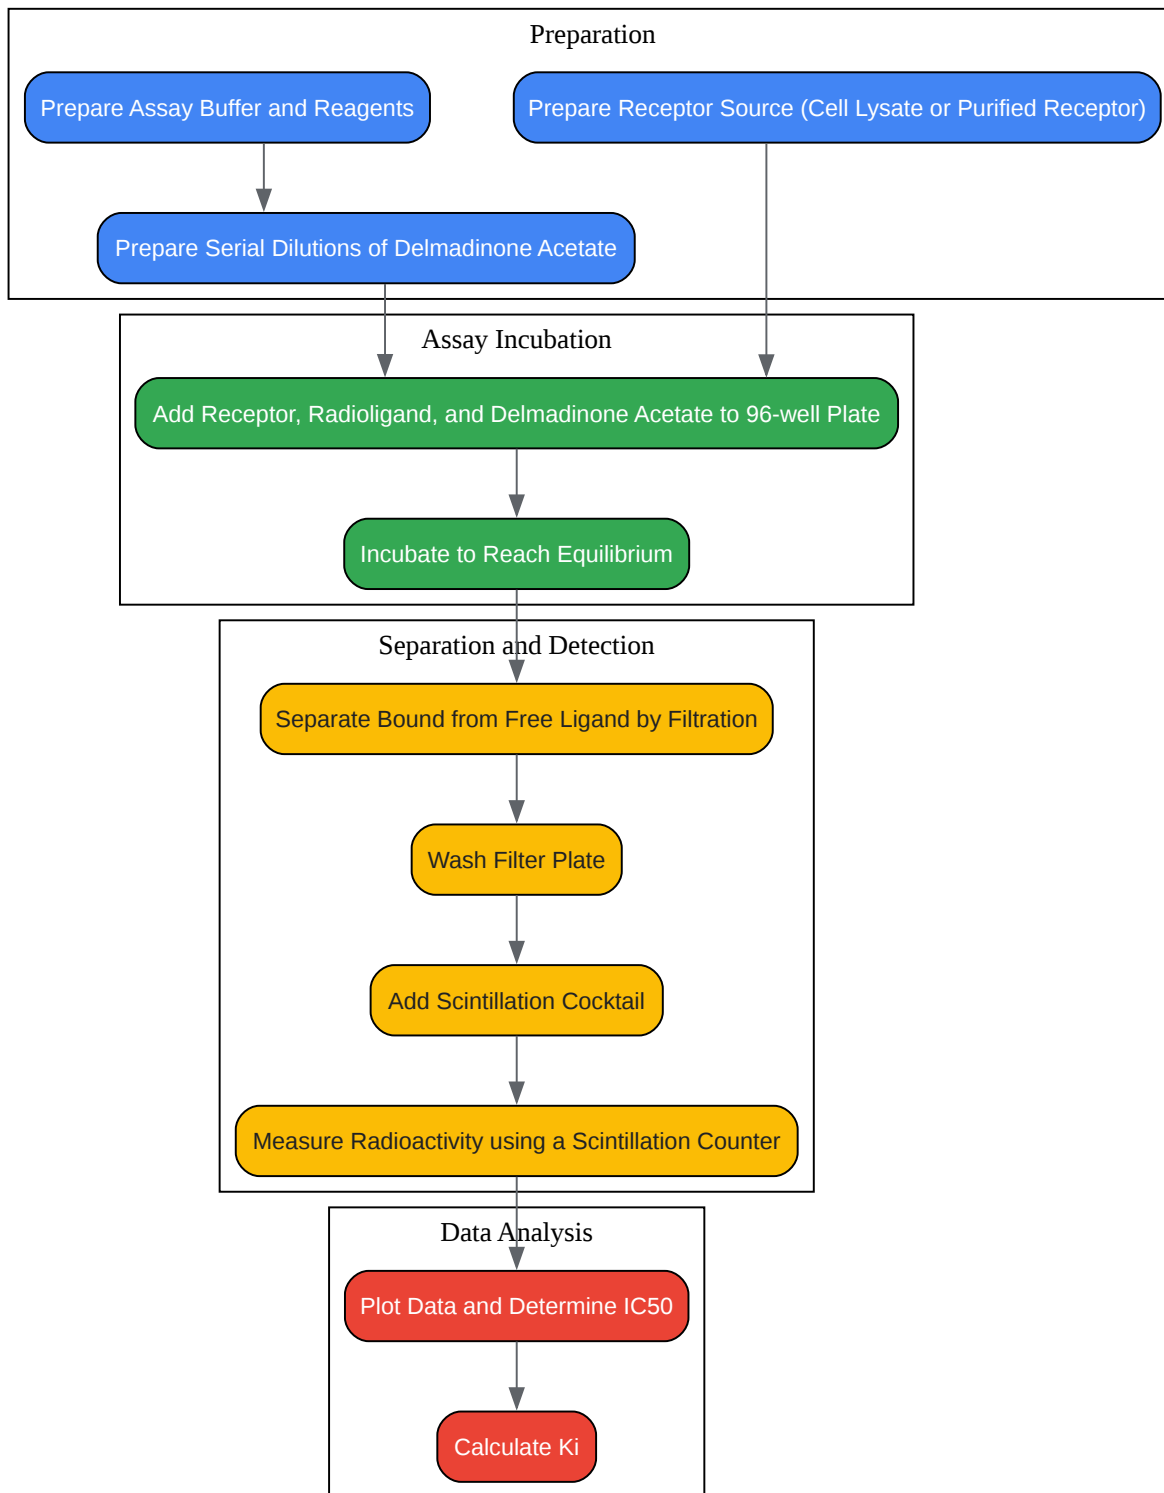 Preparation
Prepare Assay Buffer and Reagents
Prepare Receptor Source (Cell Lysate or Purified Receptor)
Prepare Serial Dilutions of Delmadinone Acetate
Assay Incubation
Add Receptor, Radioligand, and Delmadinone Acetate to 96-well Plate
Incubate to Reach Equilibrium
Separation and Detection
Separate Bound from Free Ligand by Filtration
Wash Filter Plate
Add Scintillation Cocktail
Measure Radioactivity using a Scintillation Counter
Data Analysis
Plot Data and Determine IC50
Calculate Ki